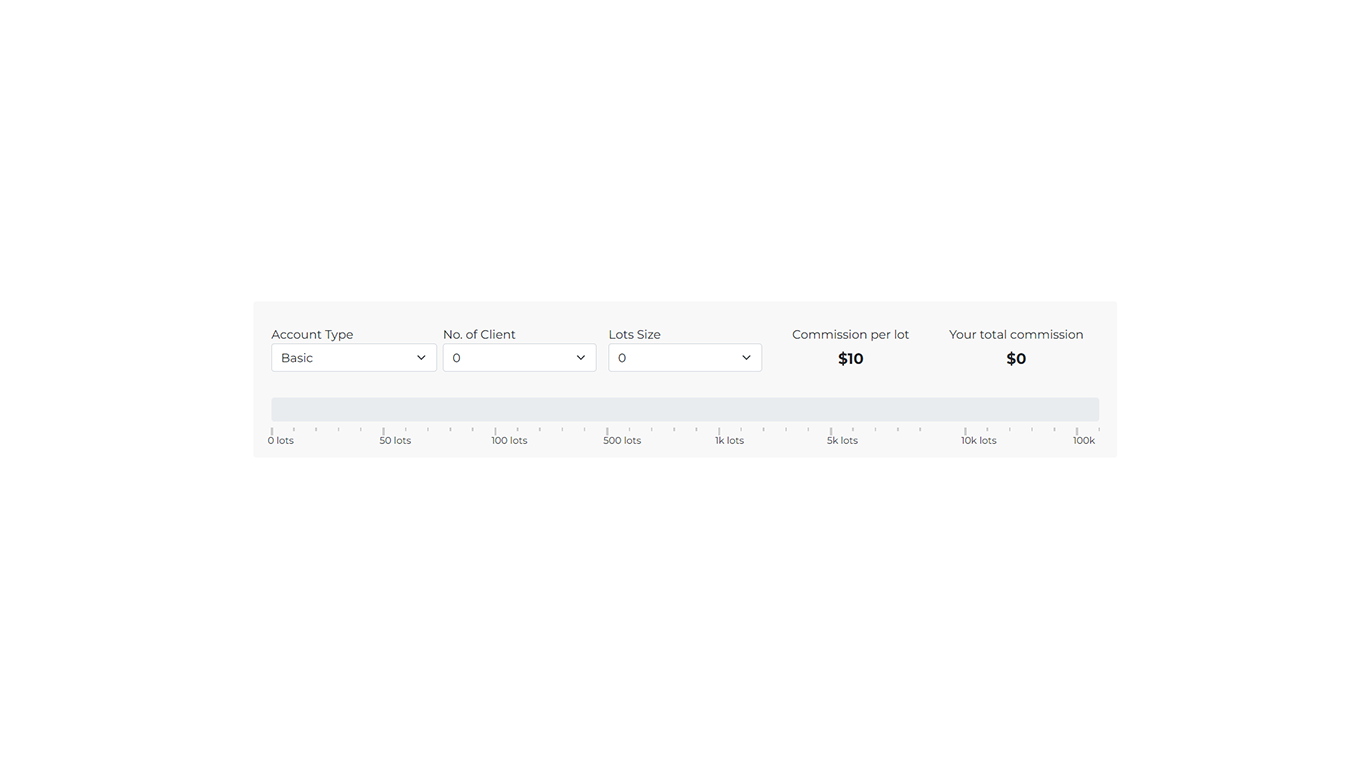 Account Type No. of Client Lots Size Commission per lot Your total commission
Basic 0 0 $10 $0
0 lots 50 lots 100 lots 500 lots 1k lots 5k lots 10k lots 100k